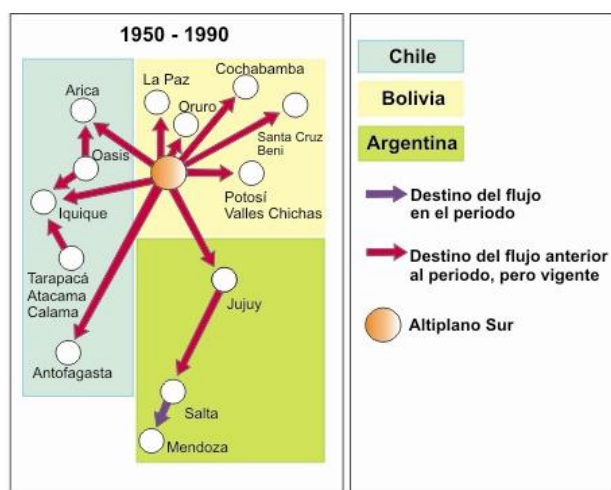 1950 - 1990
Cochabamba
La Paz
Arica
Oruro
Santa Cruz
Beni
Oasis
Potosí
Valles Chichas
Iquique
Tarapacá
Atacama
Calama
Jujuy
Antofagasta
Salta
Mendoza
Chile
Bolivia
Argentina
Destino del flujo
en el periodo
Destino del flujo anterior
al periodo, pero vigente
Altiplano Sur